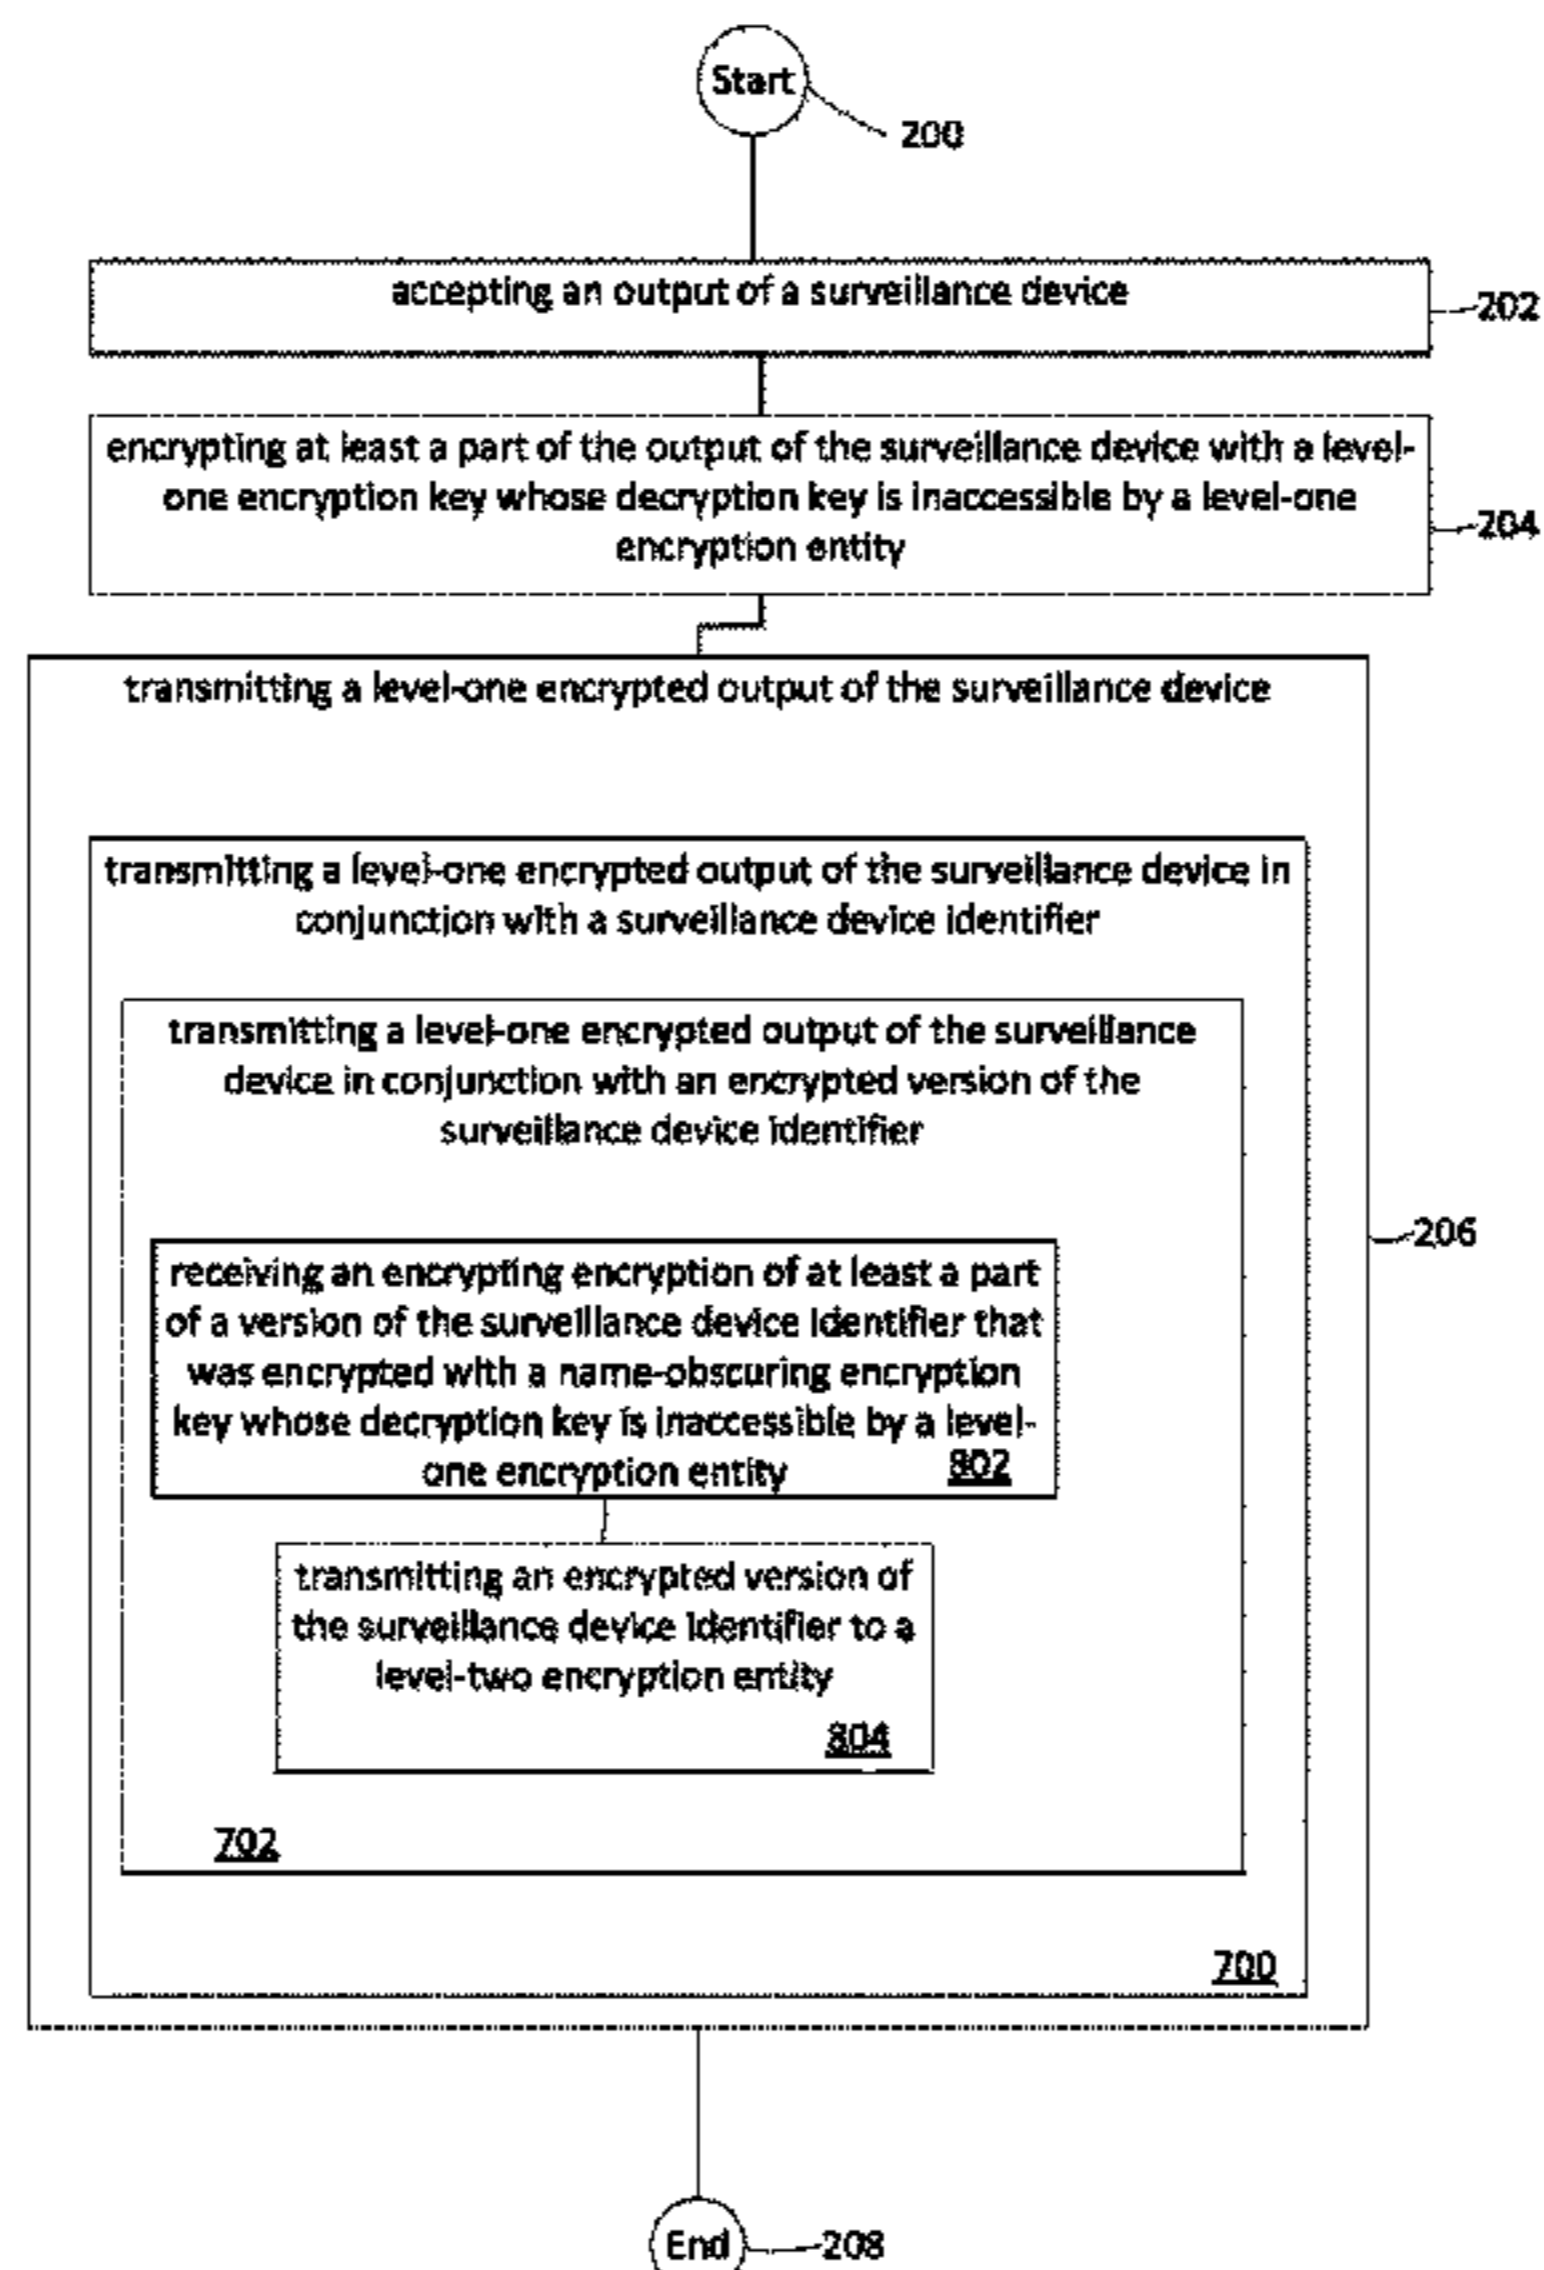 Start
200
accepting an output of a surveillance device
202
encrypting at least a part of the output of the surveillance device with a level-
one encryption key whose decryption key is inaccessible by a level-one
encryption entity
204
transmitting a level-one encrypted output of the surveillance device
transmitting a level-one encrypted output of the surveillance device in
conjunction with a surveillance device identifier
transmitting a level-one encrypted output of the surveillance
device in conjunction with an encrypted version of the
surveillance device identifier
206
receiving an encrypting encryption of at least a part
of a version of the surveillance device identifier that
was encrypted with a name-obscuring encryption
key whose decryption key is inaccessible by a level-
one encryption entity
802
transmitting an encrypted version of
the surveillance device identifier to a
level-two encryption entity
804
702
700
End
208